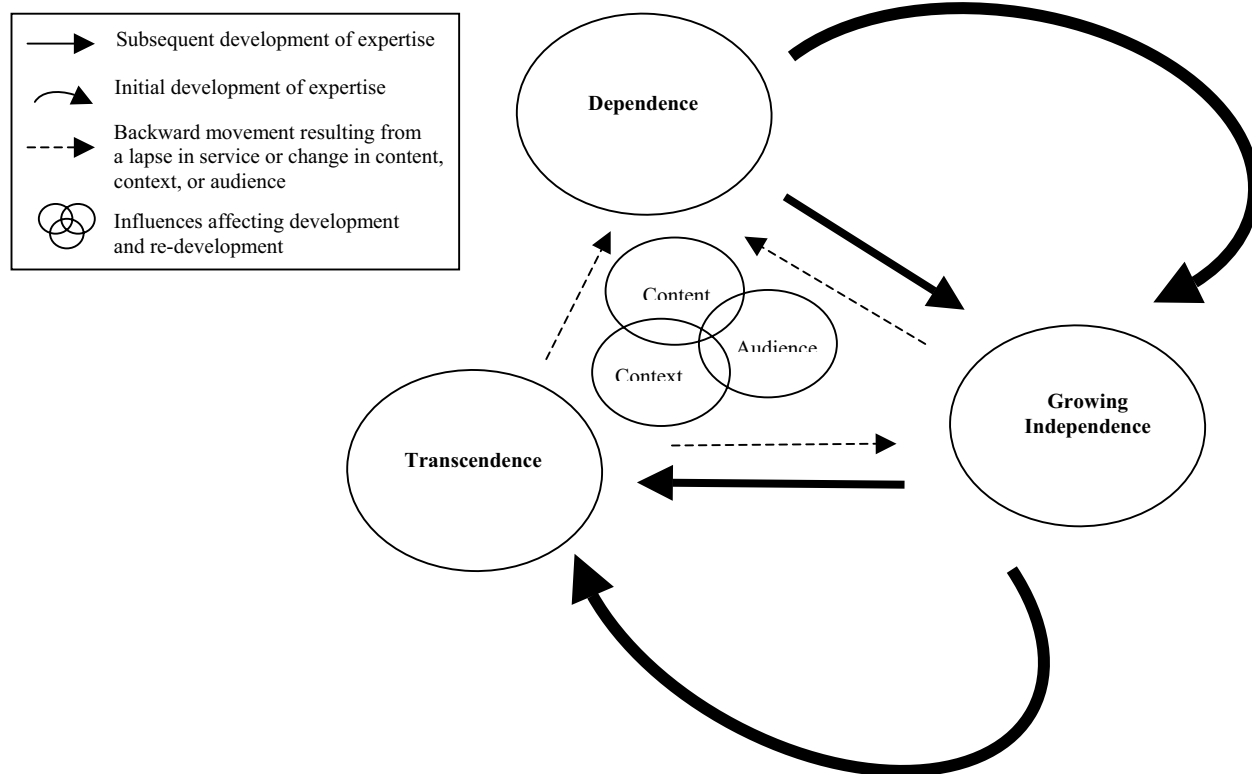 Subsequent development of expertise
Initial development of expertise
Backward movement resulting from
a lapse in service or change in content,
context, or audience
Influences affecting development
and re-development
Dependence
Content
Audience
Context
Growing
Independence
Transcendence